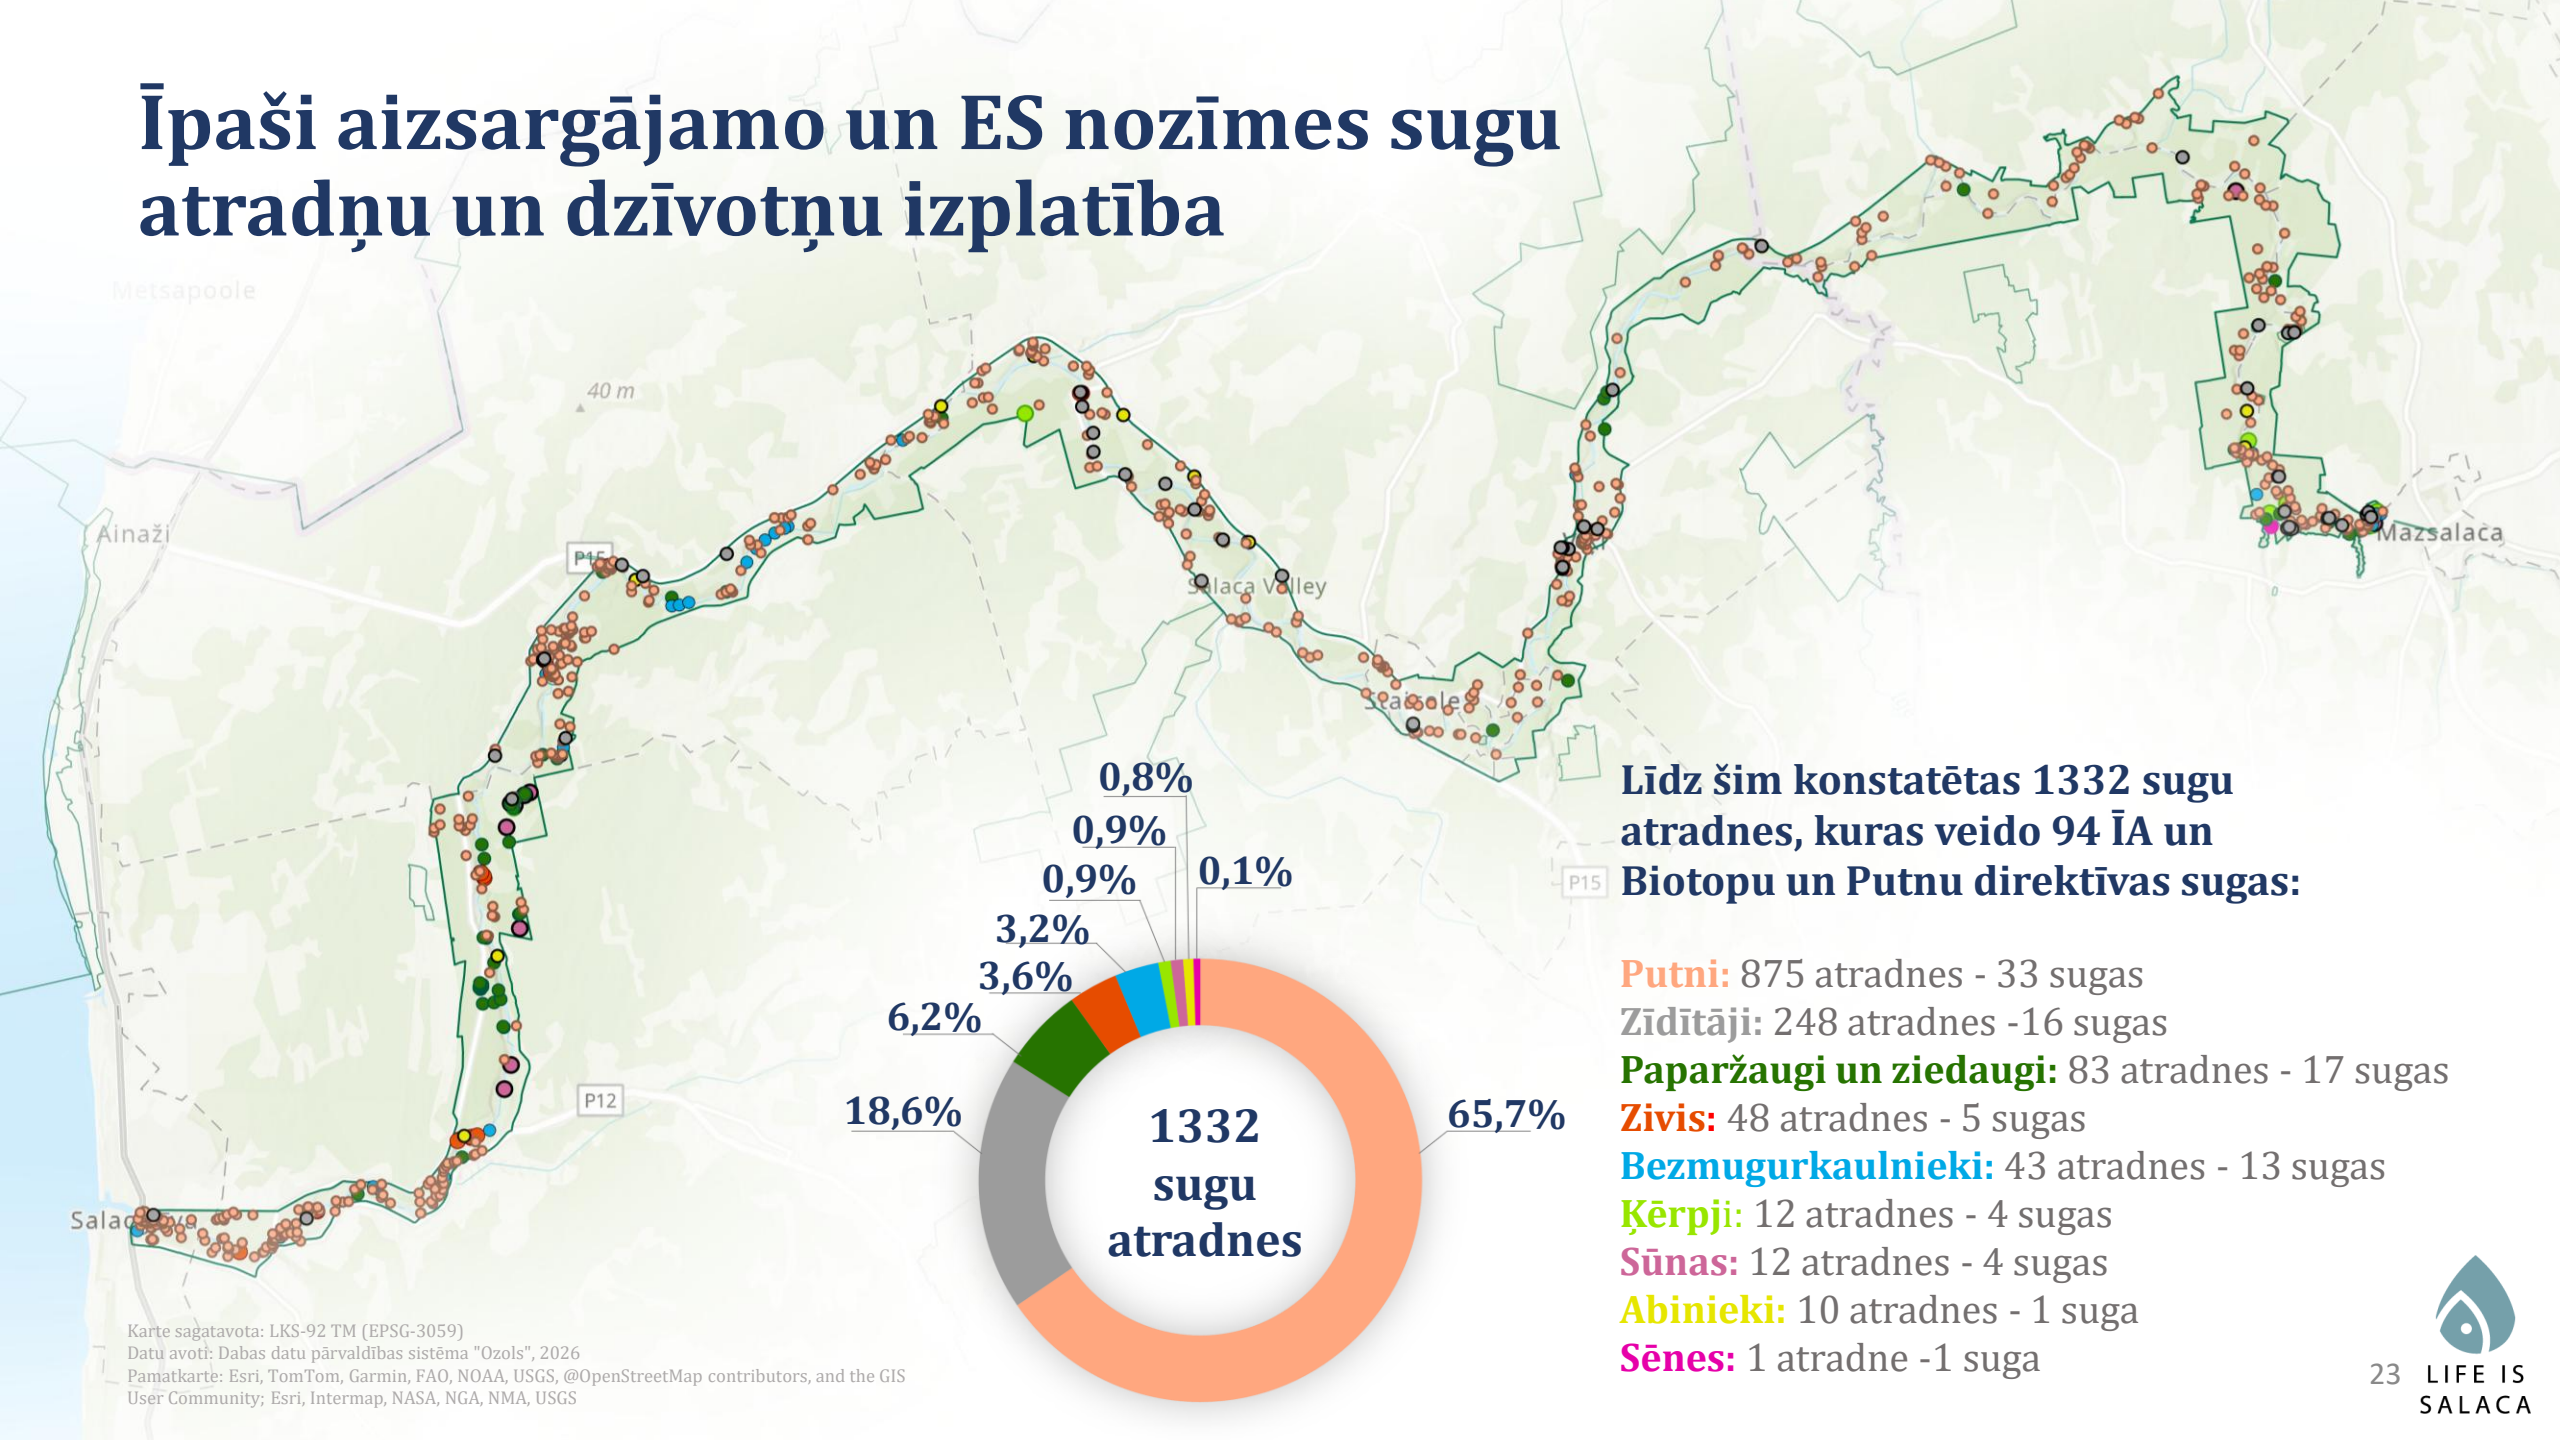 Īpaši aizsargājamo un ES nozīmes sugu
atradņu un dzīvotņu izplatība
Metsapoole
40 m
Ainaži
P15
Salaca Valley
Mazsalaca
Staicele
P15
P12
0,8%
0,9%
0,1%
0,9%
3,2%
3,6%
6,2%
18,6%
65,7%
1332
sugu
atradnes
Līdz šim konstatētas 1332 sugu
atradnes, kuras veido 94 ĪA un
Biotopu un Putnu direktīvas sugas:
Putni: 875 atradnes - 33 sugas
Zīdītāji: 248 atradnes -16 sugas
Paparžaugi un ziedaugi: 83 atradnes - 17 sugas
Zivis: 48 atradnes - 5 sugas
Bezmugurkaulnieki: 43 atradnes - 13 sugas
Ķērpji: 12 atradnes - 4 sugas
Sūnas: 12 atradnes - 4 sugas
Abinieki: 10 atradnes - 1 suga
Sēnes: 1 atradne -1 suga
Karte sagatavota: LKS-92 TM (EPSG-3059)
Datu avoti: Dabas datu pārvaldības sistēma "Ozols", 2026
Pamatkarte: Esri, TomTom, Garmin, FAO, NOAA, USGS, @OpenStreetMap contributors, and the GIS
User Community; Esri, Intermap, NASA, NGA, NMA, USGS
23
LIFE IS
SALACA